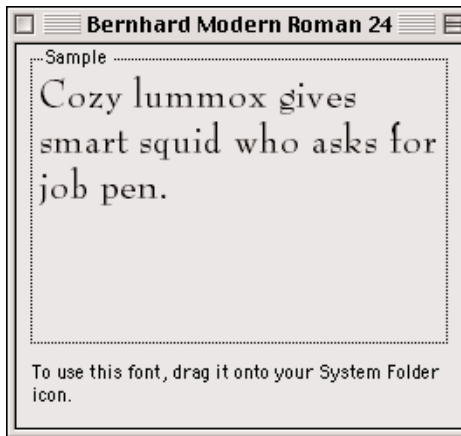 Bernhard Modern Roman 24
Sample
Cozy lummox gives
smart squid who asks for
job pen.
To use this font, drag it onto your System Folder
icon.